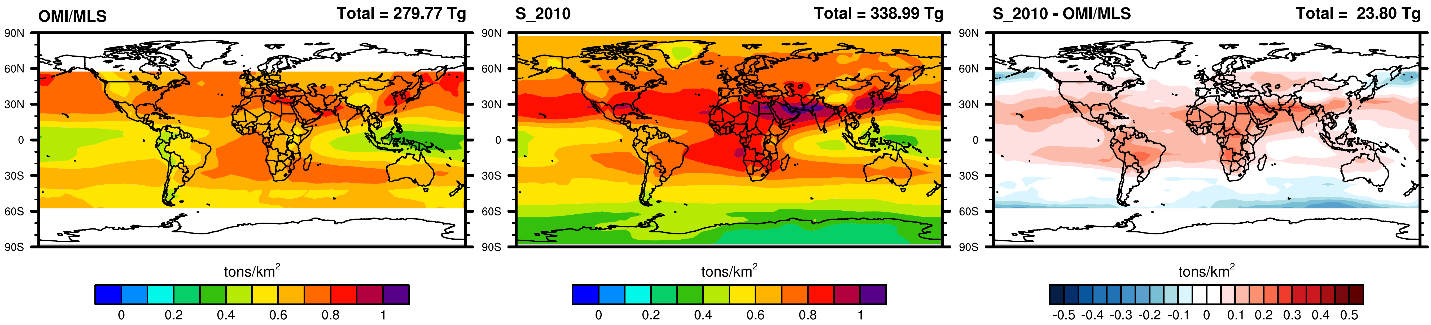 OMI/MLS Total = 279.77 Tg
90N
60N
30N
0
30S
60S
90S
tons/km²
0 0.2 0.4 0.6 0.8 1
S_2010 Total = 338.99 Tg
90N
60N
30N
0
30S
60S
90S
tons/km²
0 0.2 0.4 0.6 0.8 1
S_2010 - OMI/MLS Total = 23.80 Tg
90N
60N
30N
0
30S
60S
90S
tons/km²
-0.5 -0.4 -0.3 -0.2 -0.1 0 0.1 0.2 0.3 0.4 0.5